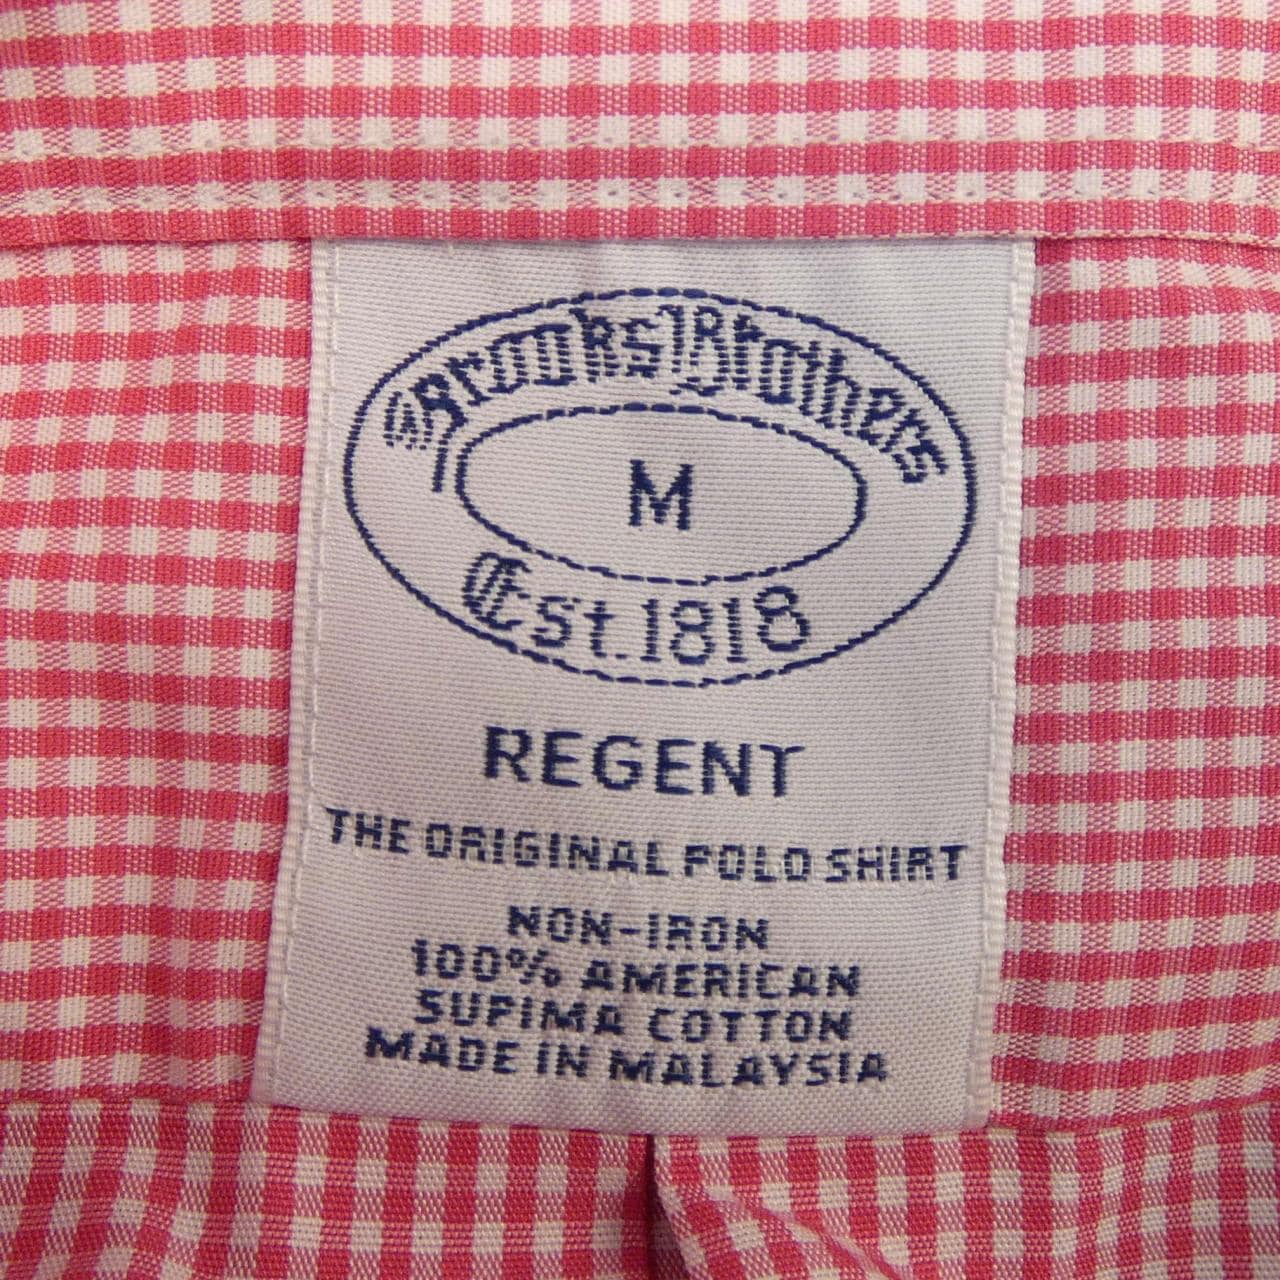 Brooks Brothers
M
Est. 1818
REGENT
THE ORIGINAL POLO SHIRT
NON-IRON
100% AMERICAN
SUPIMA COTTON
MADE IN MALAYSIA